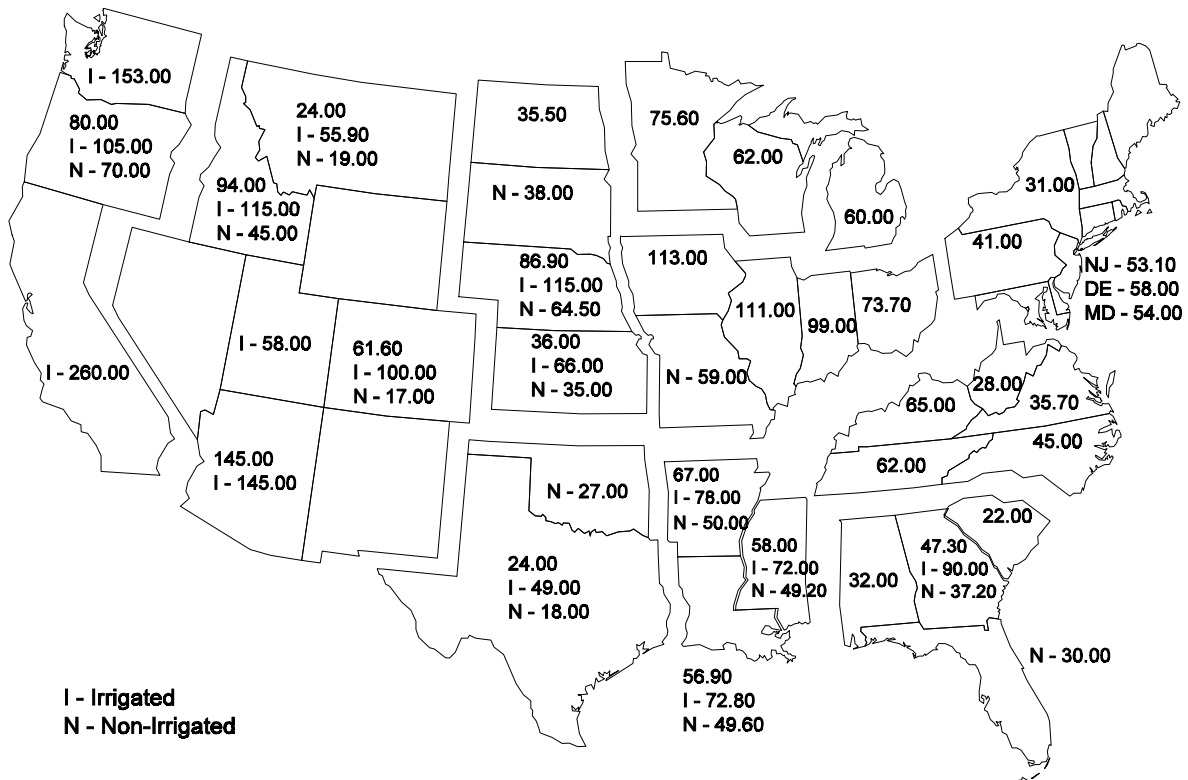 I - 153.00
80.00
I - 105.00
N - 70.00
24.00
I - 55.90
N - 19.00
94.00
I - 115.00
N - 45.00
35.50
N - 38.00
86.90
I - 115.00
N - 64.50
36.00
I - 66.00
N - 35.00
75.60
62.00
60.00
113.00
111.00
99.00
73.70
31.00
41.00
NJ - 53.10
DE - 58.00
MD - 54.00
I - 260.00
I - 58.00
61.60
I - 100.00
N - 17.00
N - 59.00
65.00
28.00
35.70
45.00
62.00
145.00
I - 145.00
N - 27.00
67.00
I - 78.00
N - 50.00
22.00
24.00
I - 49.00
N - 18.00
58.00
I - 72.00
N - 49.20
32.00
47.30
I - 90.00
N - 37.20
N - 30.00
56.90
I - 72.80
N - 49.60
I - Irrigated
N - Non-Irrigated